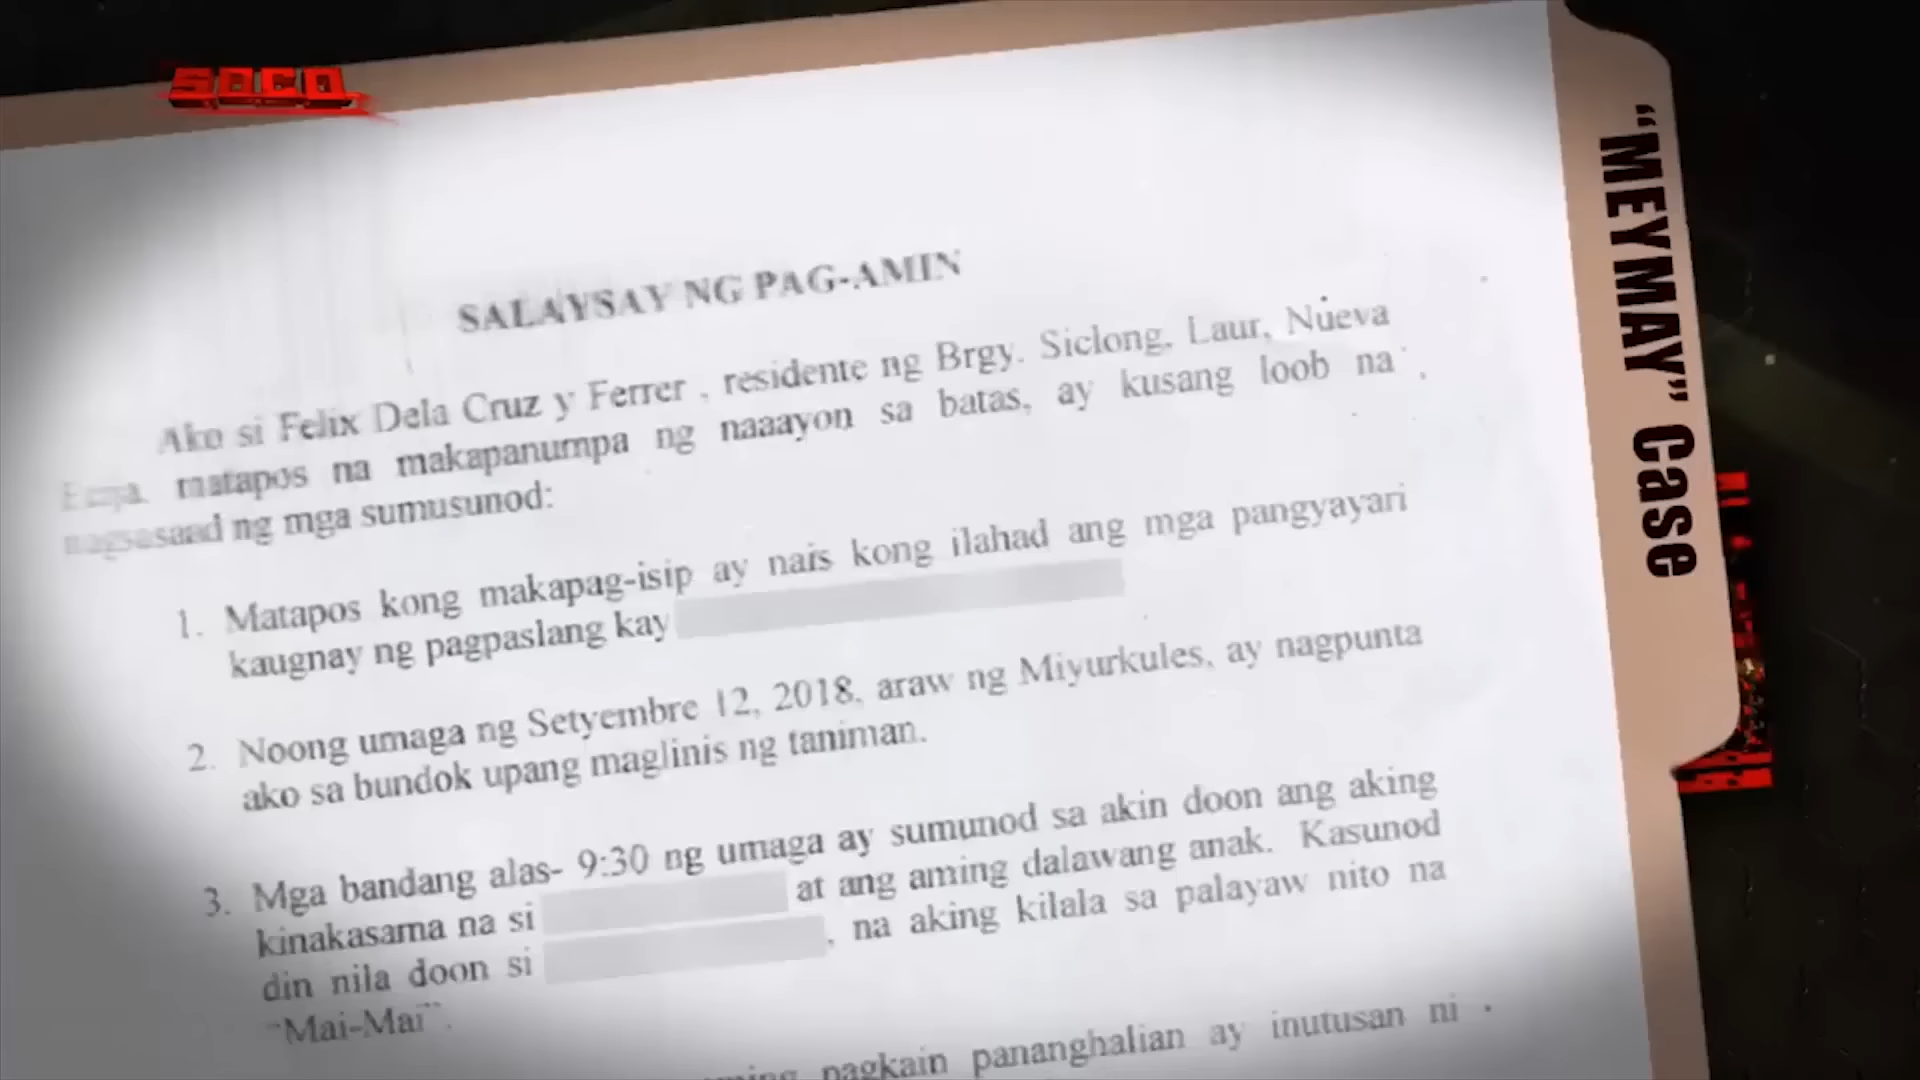 SOCO
"MEYMAY" Case
SALAYSAY NG PAG-AMIN
Ako si Felix Dela Cruz y Ferrer , residente ng Brgy. Siclong, Laur, Nueva
Ecija, matapos na makapanumpa ng naaayon sa batas, ay kusang loob na
nagsasaad ng mga sumusunod:
1. Matapos kong makapag-isip ay nais kong ilahad ang mga pangyayari
kaugnay ng pagpaslang kay
2. Noong umaga ng Setyembre 12, 2018, araw ng Miyurkules, ay nagpunta
ako sa bundok upang maglinis ng taniman.
3. Mga bandang alas- 9:30 ng umaga ay sumunod sa akin doon ang aking
kinakasama na si at ang aming dalawang anak. Kasunod
din nila doon si , na aking kilala sa palayaw nito na
"Mai-Mai".
pagkain pananghalian ay inutusan ni